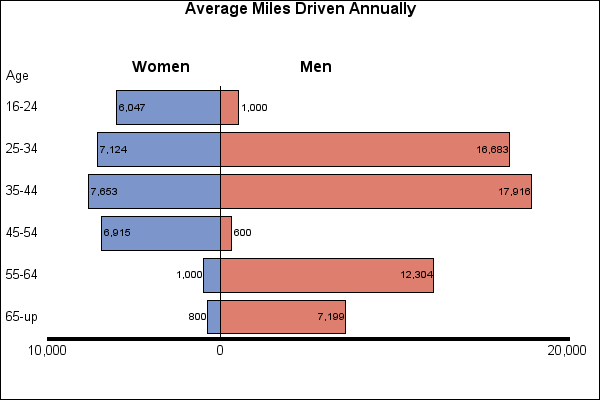 Average Miles Driven Annually
Women Men
Age
16-24 6,047 1,000
25-34 7,124 16,683
35-44 7,653 17,916
45-54 6,915 600
55-64 1,000 12,304
65-up 800 7,199
10,000 0 20,000